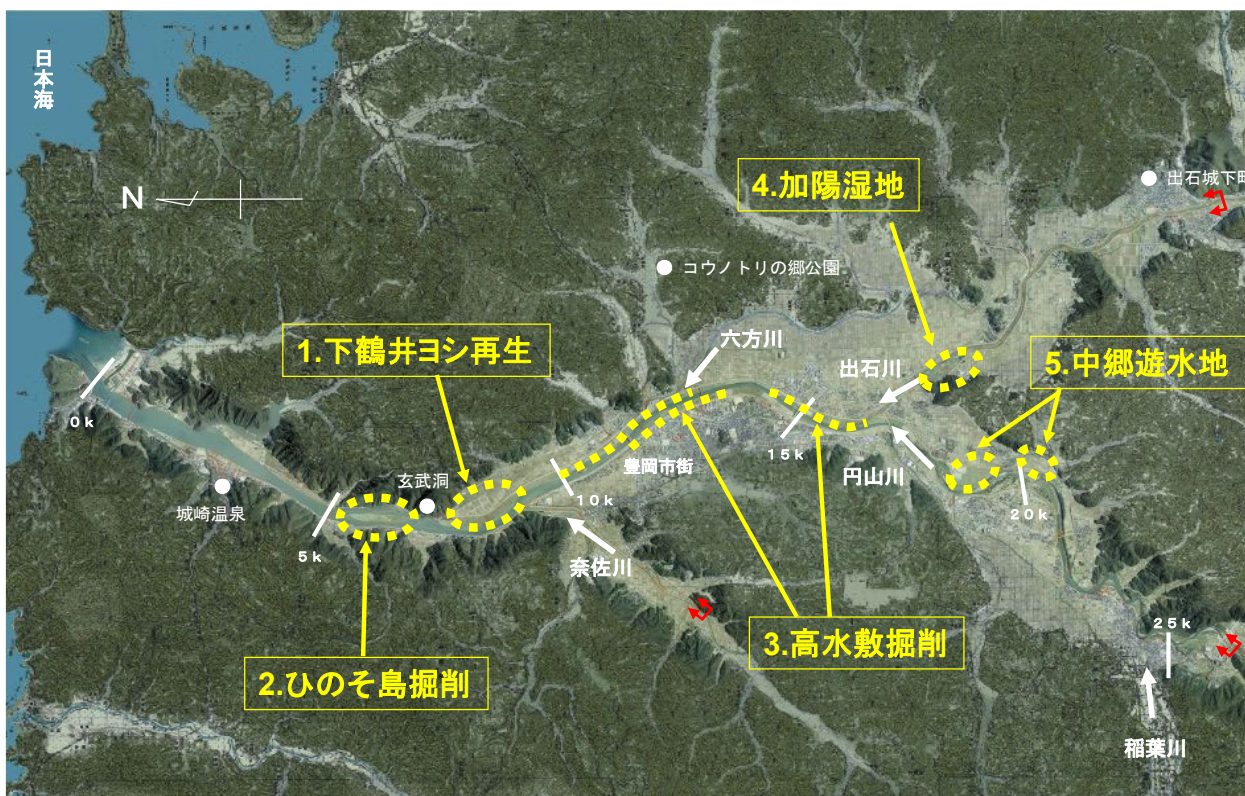 日本海
N
4.加陽湿地
出石城下町
コウノトリの郷公園
1.下鶴井ヨシ再生
六方川
出石川
5.中郷遊水地
0k
15k
豊岡市街
円山川
玄武洞
10k
20k
城崎温泉
5k
奈佐川
25k
3.高水敷掘削
2.ひのそ島掘削
稲葉川